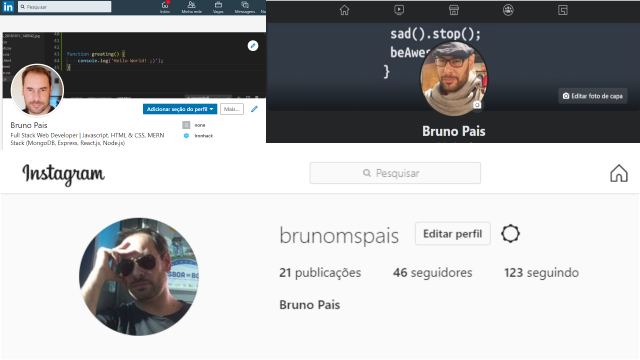 in
Pesquisar
Início
Minha rede
Vagas
Mensagens
function greeting() {
console.log('Hello World! ;)');
}
Adicionar seção do perfil
Mais...
Bruno Pais
Full Stack Web Developer | Javascript, HTML & CSS, MERN
Stack (MongoDB, Express, React.js, Node.js)
none
Ironhack
sad().stop();
beAwes
}
Editar foto de capa
Bruno Pais
Instagram
Pesquisar
brunomspais
Editar perfil
21 publicações
46 seguidores
123 seguindo
Bruno Pais